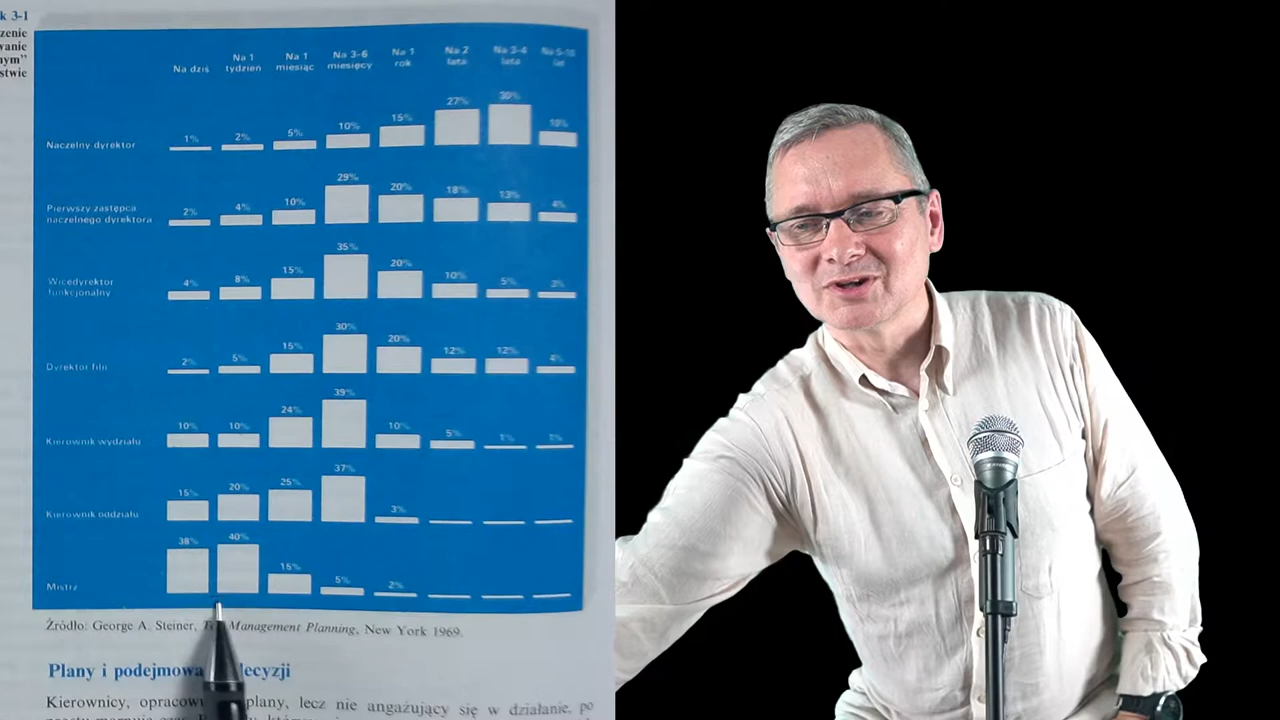 k 3-1
zenie
wanie
nym”
stwie
Na dziś
Na 1 tydzień
Na 1 miesiąc
Na 3-6 miesięcy
Na 1 rok
Na 2 lata
Na 3-4 lata
Na 5-10 lat
Naczelny dyrektor
1% 2% 5% 10% 15% 27% 30% 10%
Pierwszy zastępca
naczelnego dyrektora
2% 4% 10% 29% 20% 18% 13% 4%
Wicedyrektor
funkcjonalny
4% 8% 15% 35% 20% 10% 5% 3%
Dyrektor filii
2% 5% 15% 30% 20% 12% 12% 4%
Kierownik wydziału
10% 10% 24% 39% 10% 5% 1% 1%
Kierownik oddziału
15% 20% 25% 37% 3%
Mistrz
38% 40% 15% 5% 2%
Źródło: George A. Steiner, Management Planning, New York 1969.
Plany i podejmowa ecyzji
Kierownicy, opracow plany, lecz nie angażujący się w działanie, po